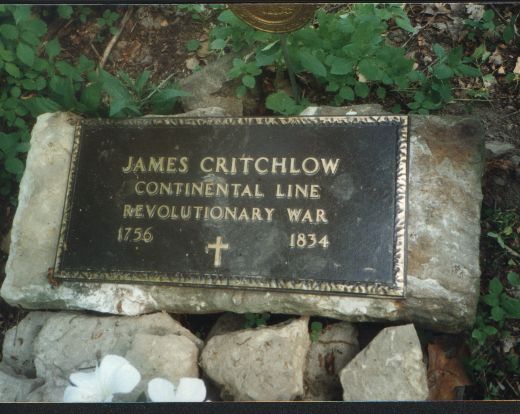 JAMES CRITCHLOW
CONTINENTAL LINE
REVOLUTIONARY WAR
1756 1834